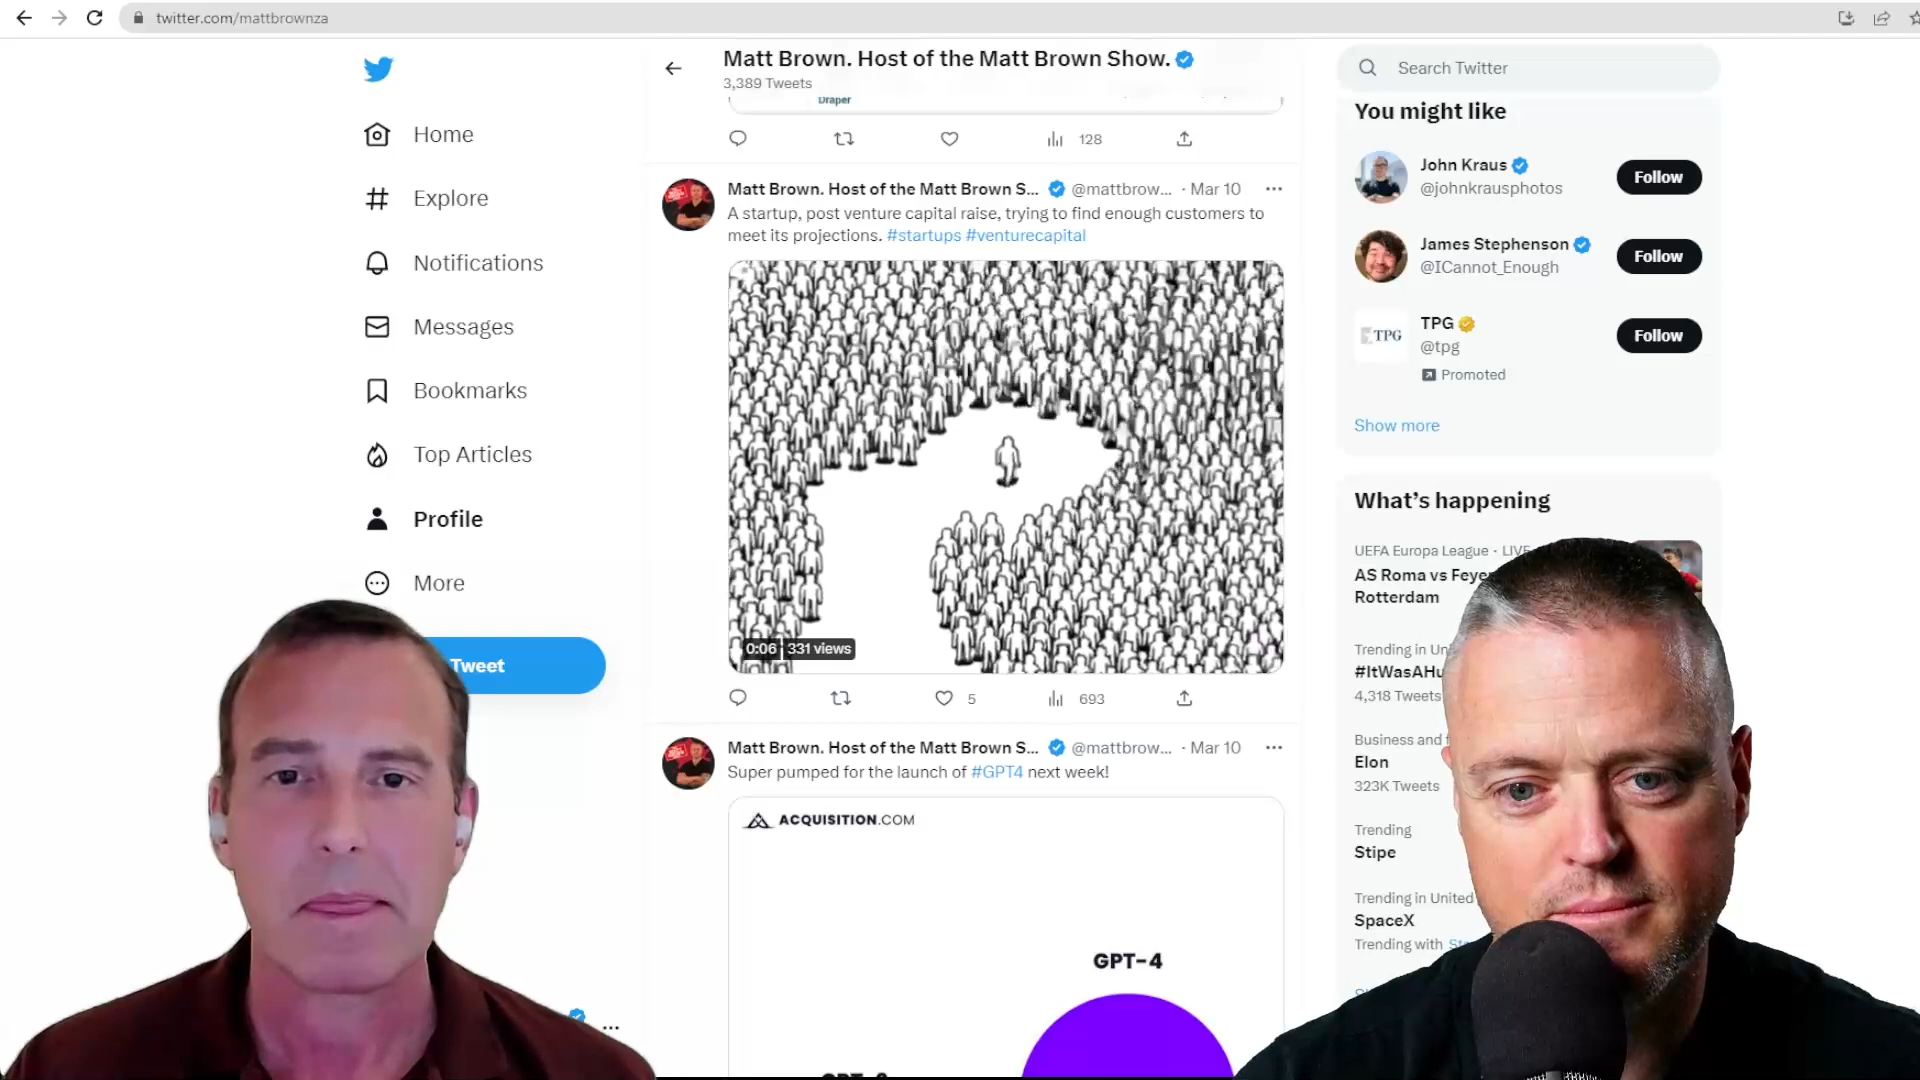 twitter.com/mattbrownza
Home
Explore
Notifications
Messages
Bookmarks
Top Articles
Profile
More
Tweet
Matt Brown. Host of the Matt Brown Show.
3,389 Tweets
Draper
128
Matt Brown. Host of the Matt Brown S... @mattbrow... · Mar 10
A startup, post venture capital raise, trying to find enough customers to
meet its projections. #startups #venturecapital
0:06 331 views
5 693
Matt Brown. Host of the Matt Brown S... @mattbrow... · Mar 10
Super pumped for the launch of #GPT4 next week!
ACQUISITION.COM
GPT-4
Search Twitter
You might like
John Kraus
@johnkrausphotos
Follow
James Stephenson
@ICannot_Enough
Follow
TPG
TPG
@tpg
Promoted
Follow
Show more
What's happening
UEFA Europa League · LIVE
AS Roma vs Feye
Rotterdam
Trending in Un
#ItWasAHu
4,318 Tweets
Business and f
Elon
323K Tweets
Trending
Stipe
Trending in United
SpaceX
Trending with